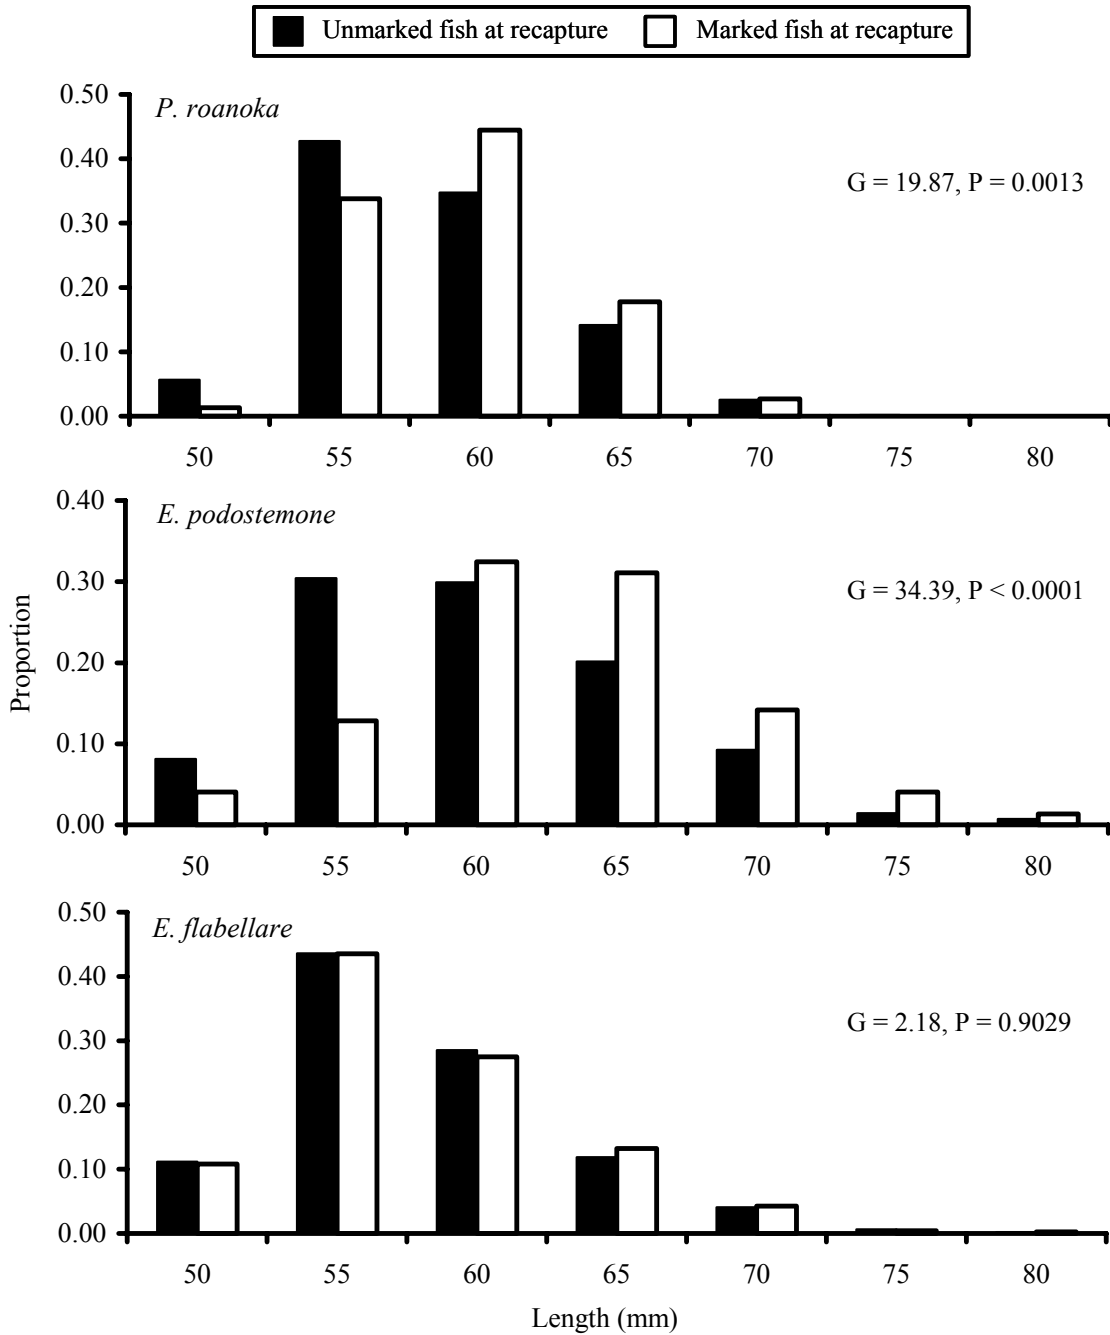 Unmarked fish at recapture Marked fish at recapture
P. roanoka
G = 19.87, P = 0.0013
0.50
0.40
0.30
0.20
0.10
0.00
50 55 60 65 70 75 80
E. podostemone
G = 34.39, P < 0.0001
0.40
0.30
0.20
0.10
0.00
50 55 60 65 70 75 80
Proportion
E. flabellare
G = 2.18, P = 0.9029
0.50
0.40
0.30
0.20
0.10
0.00
50 55 60 65 70 75 80
Length (mm)